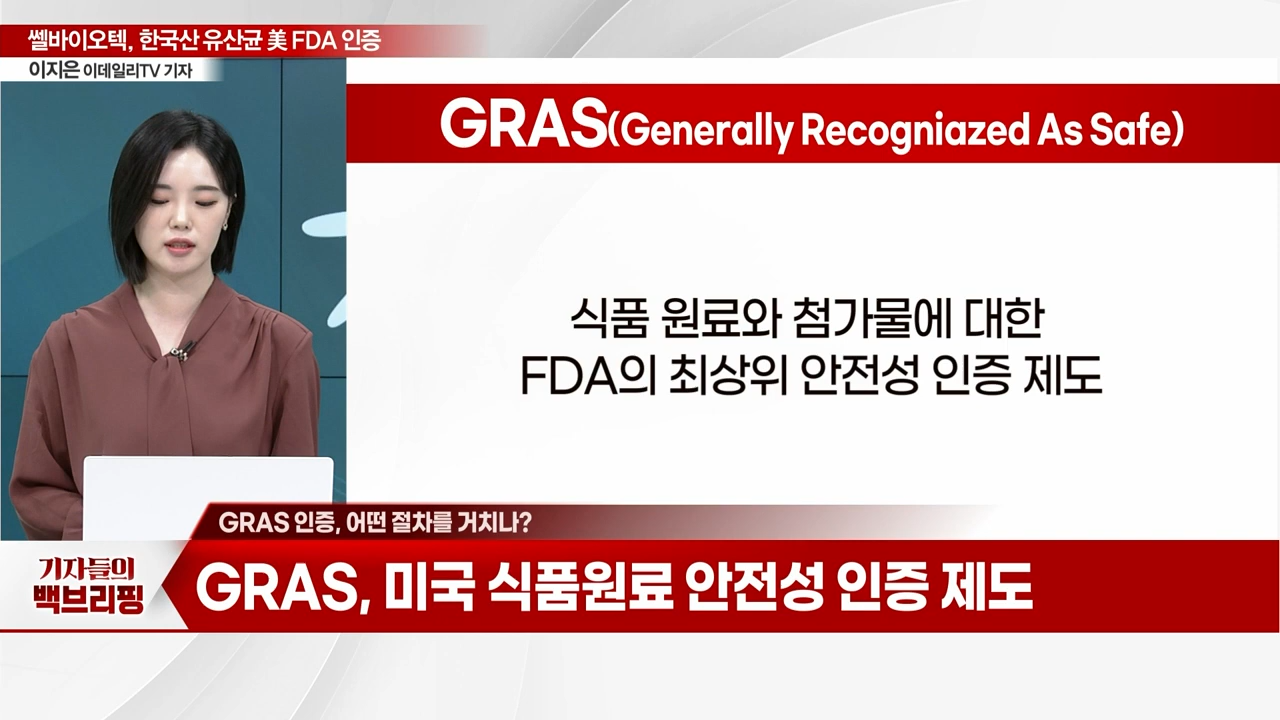 쎌바이오텍, 한국산 유산균 美 FDA 인증
이지은 이데일리TV 기자
GRAS(Generally Recogniazed As Safe)
식품 원료와 첨가물에 대한
FDA의 최상위 안전성 인증 제도
GRAS 인증, 어떤 절차를 거치나?
기자들의
백브리핑
GRAS, 미국 식품원료 안전성 인증 제도